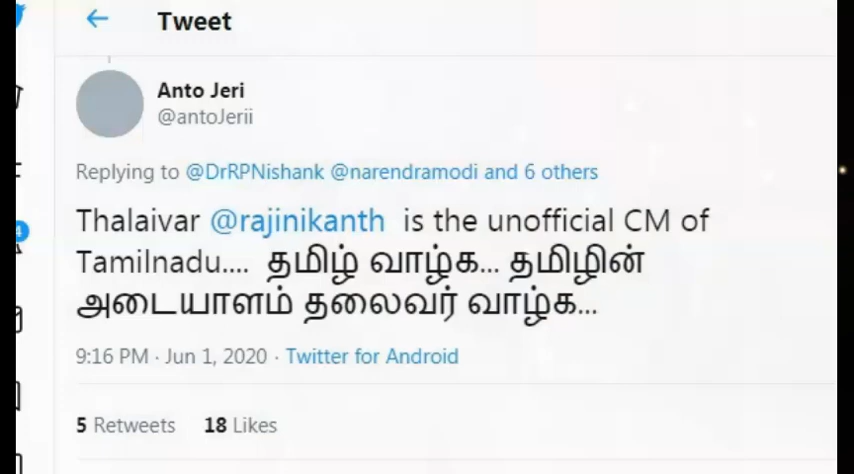 Tweet
Anto Jeri
@antoJerii
Replying to @DrRPNishank @narendramodi and 6 others
Thalaivar @rajinikanth is the unofficial CM of
Tamilnadu.... தமிழ் வாழ்க... தமிழின்
அடையாளம் தலைவர் வாழ்க...
9:16 PM · Jun 1, 2020 · Twitter for Android
5 Retweets 18 Likes